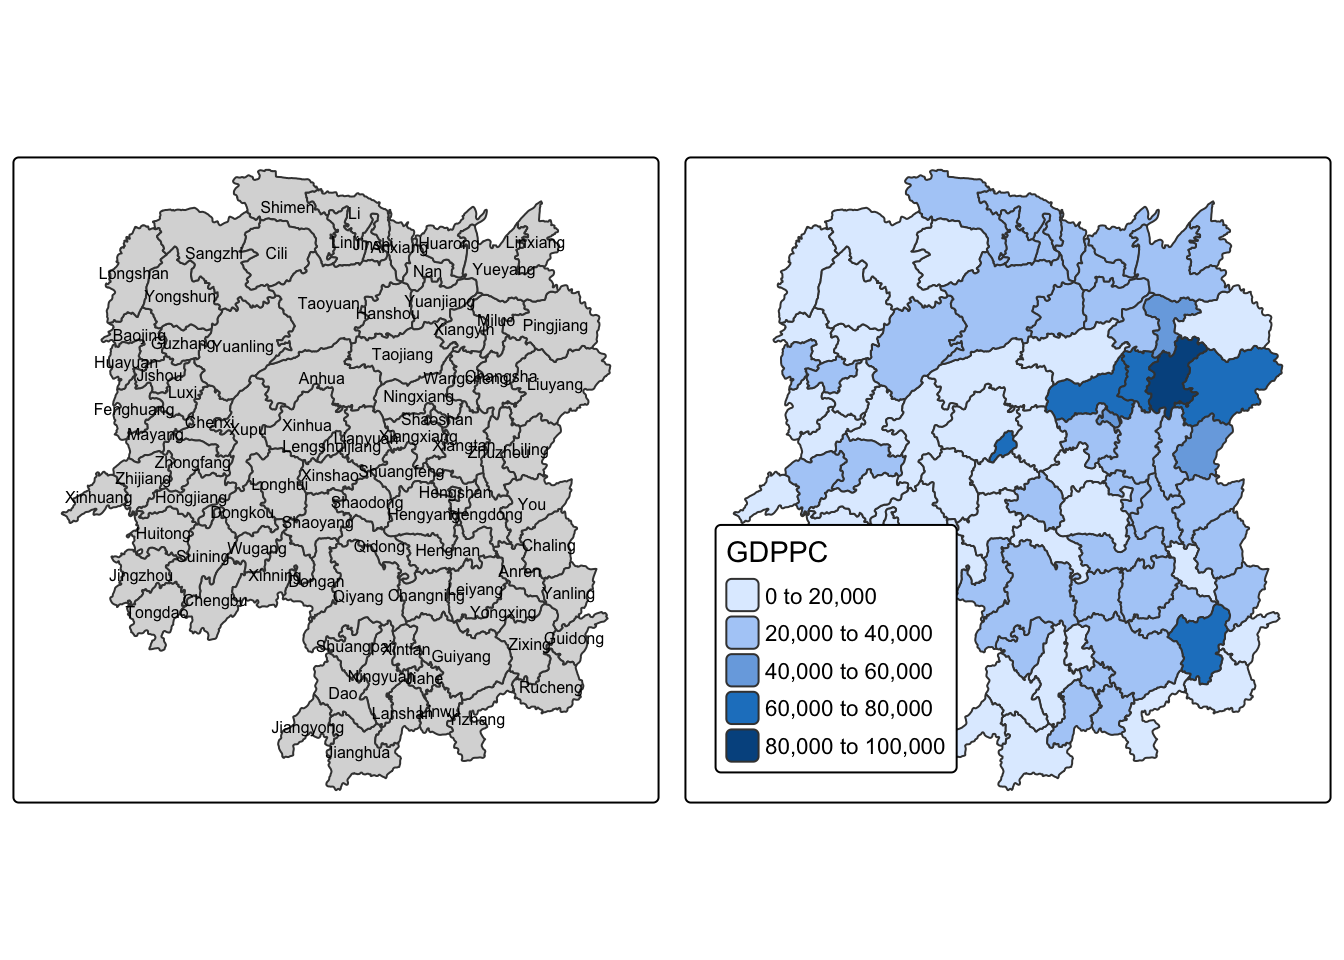 Shimen
Li
Huarong
Linxiang
Sangzhi
Cili
Anxiang
Longshan
Nan
Yueyang
Yongshun
Taoyuan
Yuanjiang
Hanshou
Miluo
Pingjiang
Xiangyin
Baojing
Guzhang
Yuanling
Taojiang
Huayuan
Jishou
Anhua
Wangcheng
Changsha
Liuyang
Luxi
Ningxiang
Fenghuang
Chenxi
Xupu
Xinhua
Shaoshan
Mayang
Lianyuan
Xiangxiang
Lengshuijiang
Xiangtan
Zhuzhou
Liling
Zhongfang
Zhijiang
Longhui
Xinshao
Shuangfeng
Xinhuang
Hongjiang
Shaodong
Hengshan
You
Dongkou
Shaoyang
Hengyang
Hengdong
Huitong
Wugang
Qidong
Hengnan
Chaling
Suining
Jingzhou
Xinning
Dongan
Anren
Chengbu
Qiyang
Changning
Leiyang
Yanling
Tongdao
Yongxing
Shuangpai
Xintian
Guiyang
Zixing
Guidong
Ningyuan
Jiahe
Dao
Rucheng
Lanshan
Linwu
Yizhang
Jiangyong
Jianghua
GDPPC
0 to 20,000
20,000 to 40,000
40,000 to 60,000
60,000 to 80,000
80,000 to 100,000